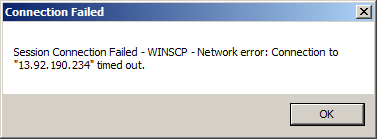 Connection Failed
Session Connection Failed - WINSCP - Network error: Connection to
"13.92.190.234" timed out.
OK